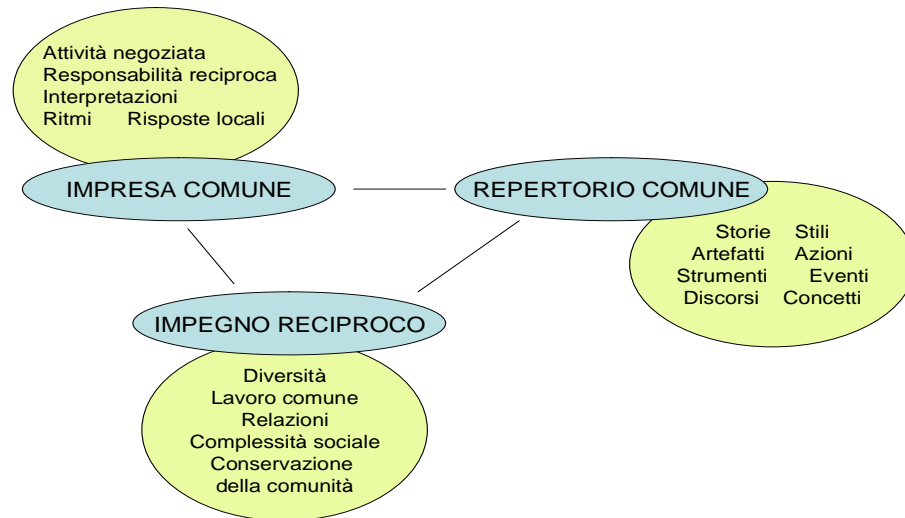 Attività negoziata
Responsabilità reciproca
Interpretazioni
Ritmi Risposte locali
IMPRESA COMUNE
REPERTORIO COMUNE
Storie Stili
Artefatti Azioni
Strumenti Eventi
Discorsi Concetti
IMPEGNO RECIPROCO
Diversità
Lavoro comune
Relazioni
Complessità sociale
Conservazione
della comunità